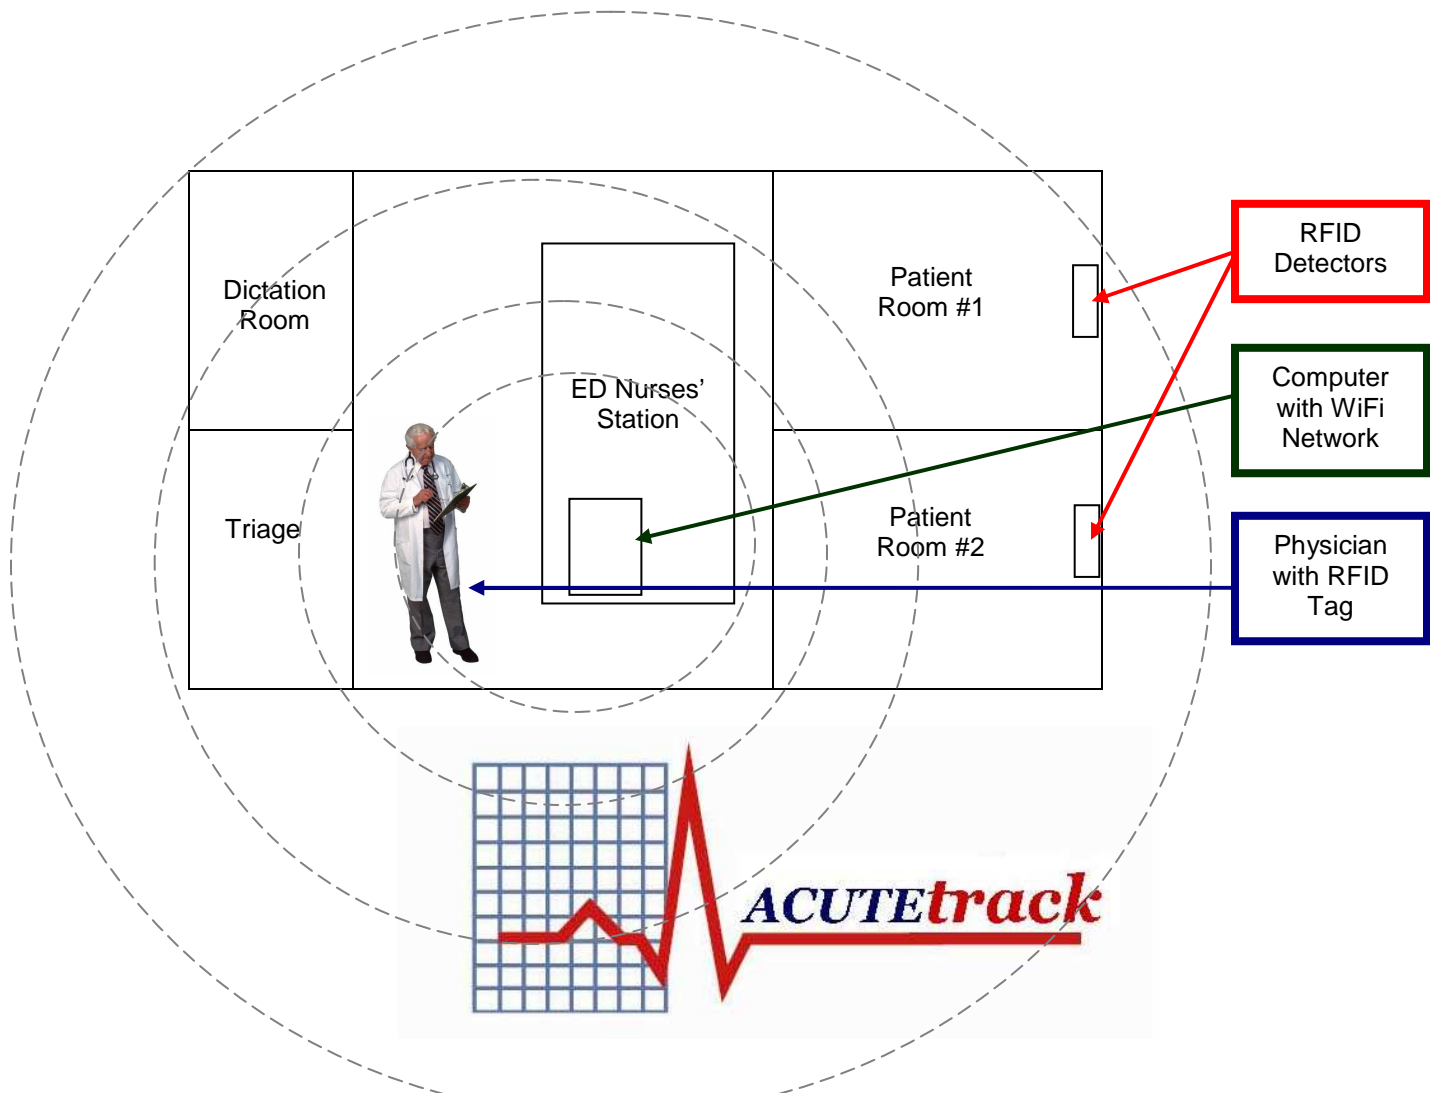 Dictation
Room
Triage
ED Nurses’
Station
Patient
Room #1
Patient
Room #2
RFID
Detectors
Computer
with WiFi
Network
Physician
with RFID
Tag
ACUTEtrack